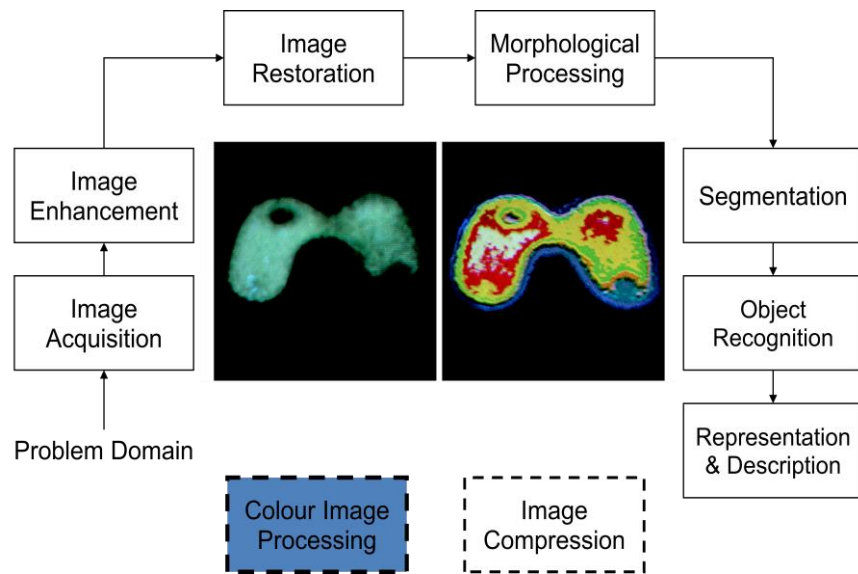 Image
Restoration
Morphological
Processing
Image
Enhancement
Segmentation
Image
Acquisition
Object
Recognition
Problem Domain
Representation
& Description
Colour Image
Processing
Image
Compression